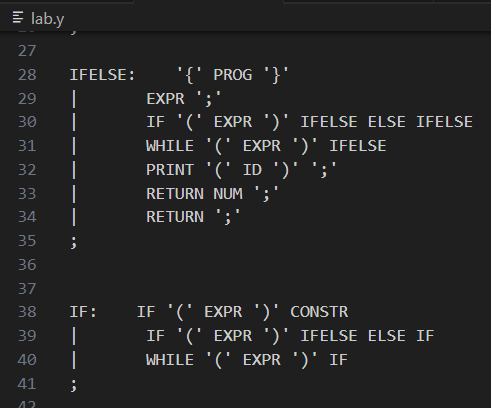 lab.y
27
28 IFELSE: '{' PROG '}'
29 | EXPR ';'
30 | IF '(' EXPR ')' IFELSE ELSE IFELSE
31 | WHILE '(' EXPR ')' IFELSE
32 | PRINT '(' ID ')' ';'
33 | RETURN NUM ';'
34 | RETURN ';'
35 ;
36
37
38 IF: IF '(' EXPR ')' CONSTR
39 | IF '(' EXPR ')' IFELSE ELSE IF
40 | WHILE '(' EXPR ')' IF
41 ;
42